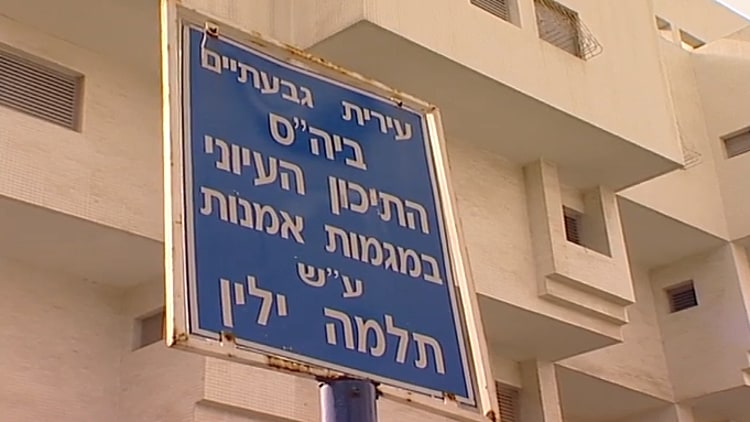 עירית גבעתיים
ביה"ס
התיכון העיוני
במגמות אמנות
ע"ש
תלמה ילין